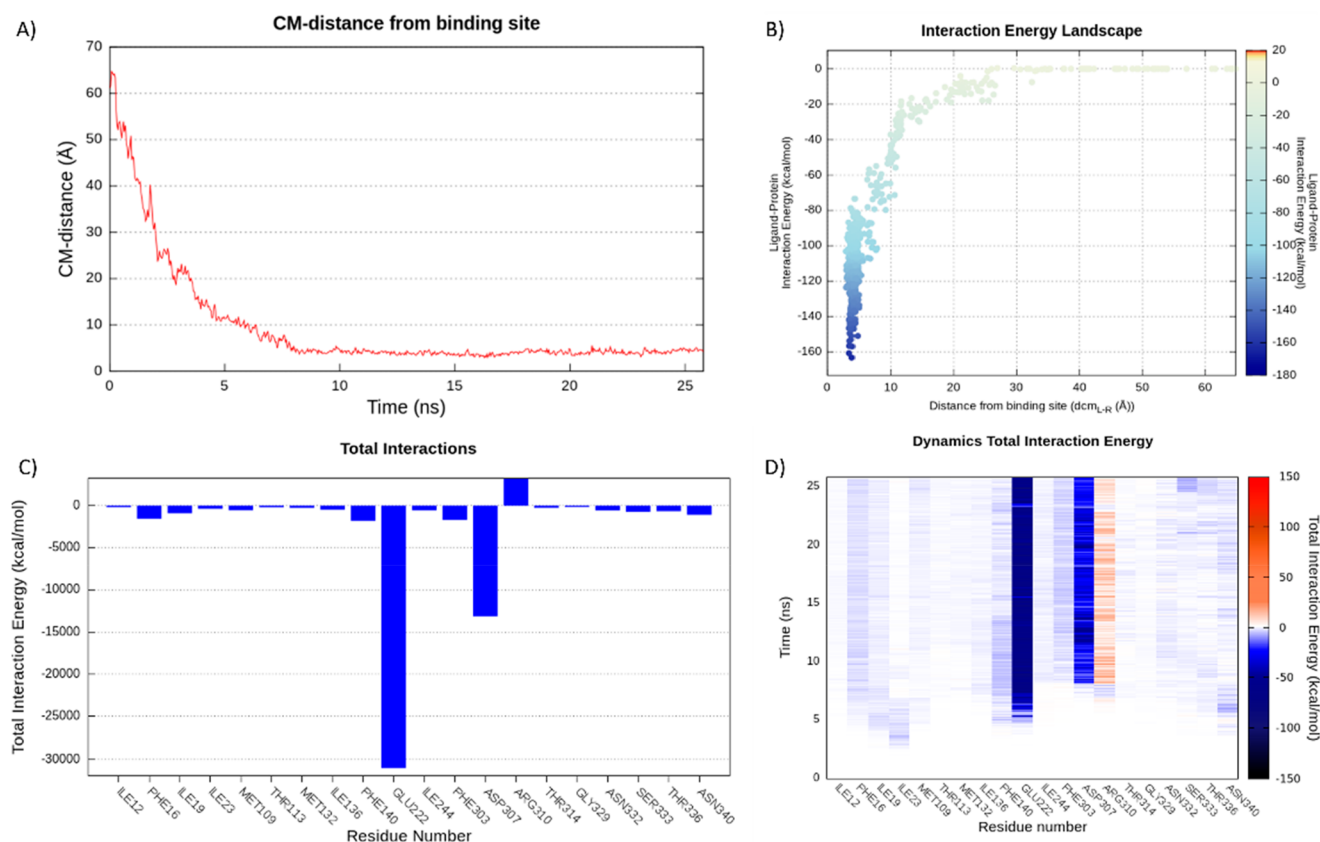 A)
CM-distance from binding site
70
60
50
40
30
20
10
0
CM-distance (Å)
0 5 10 15 20 25
Time (ns)
B)
Interaction Energy Landscape
0
-20
-40
-60
-80
-100
-120
-140
-160
Ligand-Protein
Interaction Energy (kcal/mol)
0 10 20 30 40 50 60
Distance from binding site (dcmL-R (Å))
20
0
-20
-40
-60
-80
-100
-120
-140
-160
-180
Ligand-Protein
Interaction Energy (kcal/mol)
C)
Total Interactions
0
-5000
-10000
-15000
-20000
-25000
-30000
Total Interaction Energy (kcal/mol)
ILE12 PHE16 ILE19 ILE23 MET109 THR113 MET132 ILE136 PHE140 GLU222 ILE244 PHE303 ASP307 ARG310 THR314 GLY329 ASN332 SER333 THR336 ASN340
Residue Number
D)
Dynamics Total Interaction Energy
25
20
15
10
5
0
Time (ns)
ILE12 PHE16 ILE19 ILE23 MET109 THR113 MET132 ILE136 PHE140 GLU222 ILE244 PHE303 ASP307 ARG310 THR314 GLY329 ASN332 SER333 THR336 ASN340
Residue number
150
100
50
0
-50
-100
-150
Total Interaction Energy (kcal/mol)